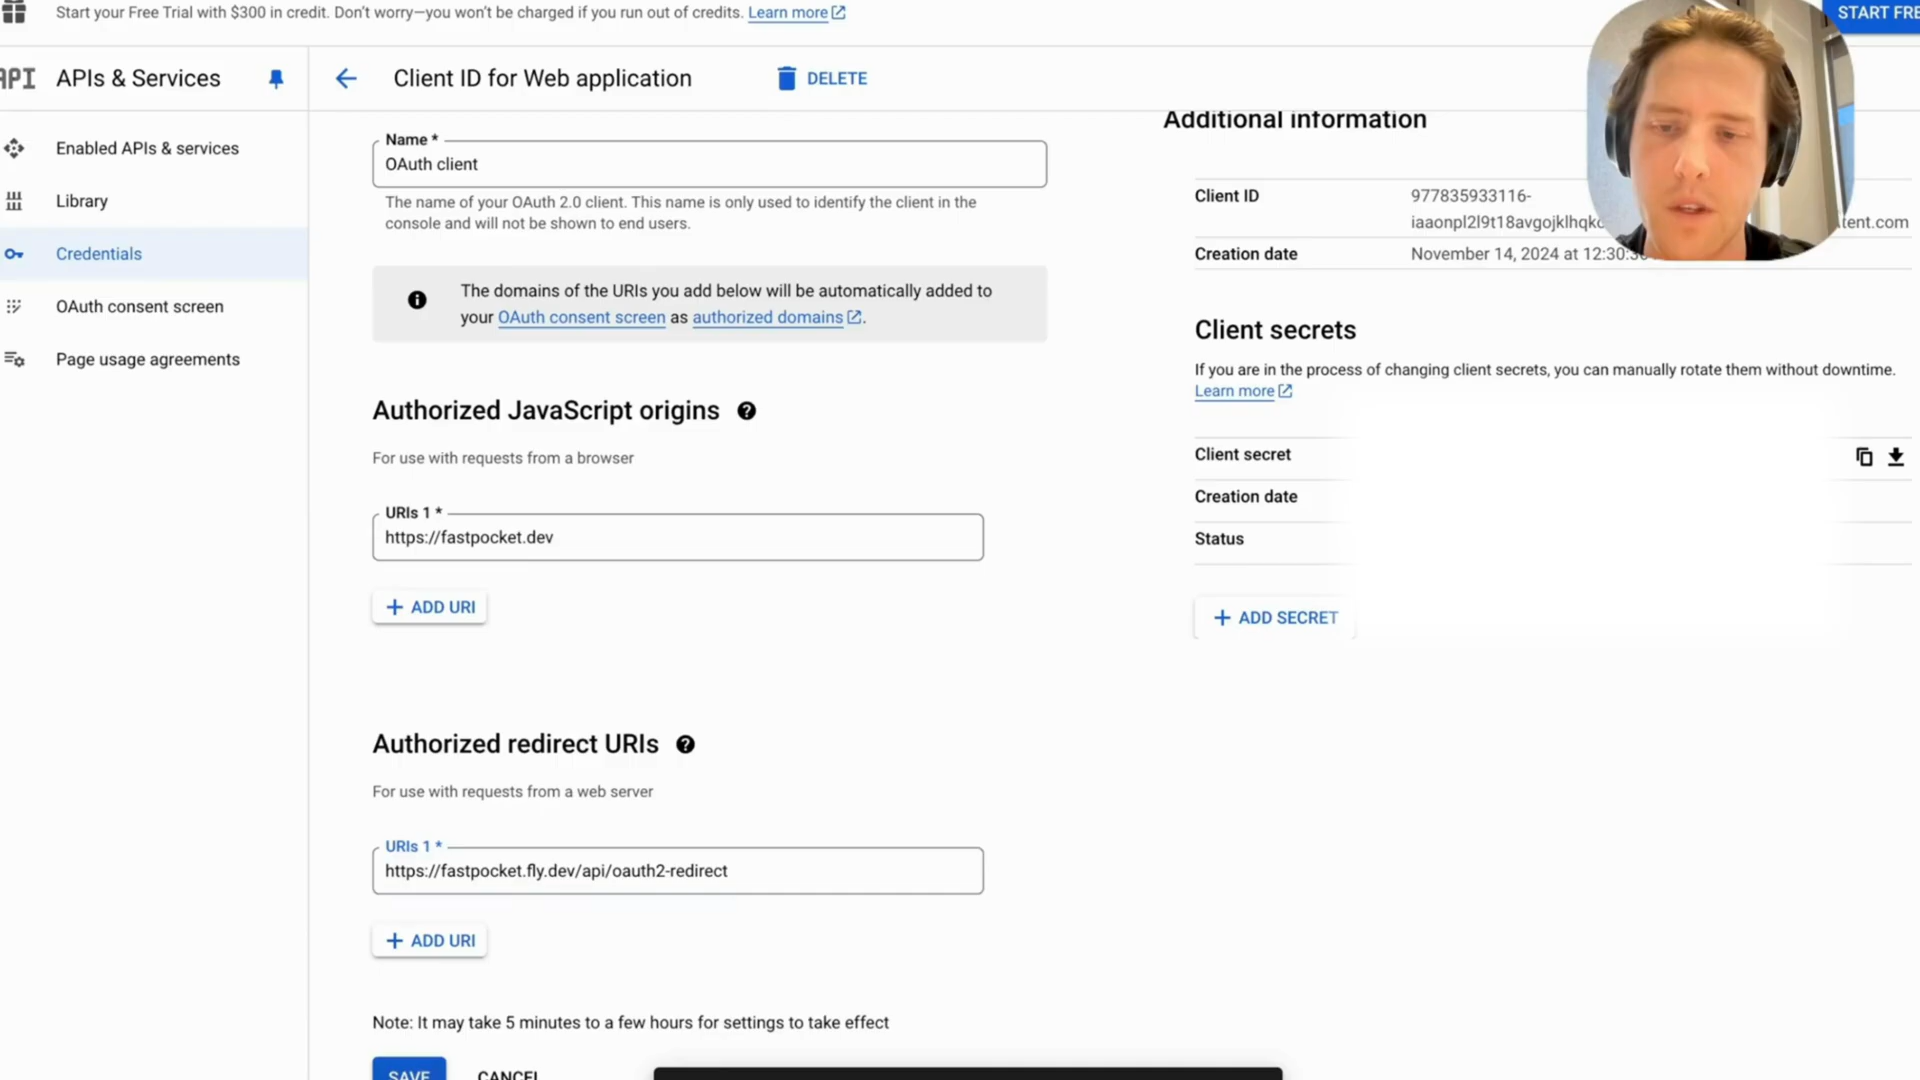 Start your Free Trial with $300 in credit. Don't worry—you won't be charged if you run out of credits. Learn more
START FRE
API APIs & Services
Client ID for Web application
DELETE
Enabled APIs & services
Library
Credentials
OAuth consent screen
Page usage agreements
Name *
OAuth client
The name of your OAuth 2.0 client. This name is only used to identify the client in the
console and will not be shown to end users.
The domains of the URIs you add below will be automatically added to
your OAuth consent screen as authorized domains.
Authorized JavaScript origins
For use with requests from a browser
URIs 1 *
https://fastpocket.dev
ADD URI
Authorized redirect URIs
For use with requests from a web server
URIs 1 *
https://fastpocket.fly.dev/api/oauth2-redirect
ADD URI
Note: It may take 5 minutes to a few hours for settings to take effect
SAVE
CANCEL
Additional information
Client ID
977835933116-
tent.com
Creation date
November 14, 2024 at 12:30:3
Client secrets
If you are in the process of changing client secrets, you can manually rotate them without downtime.
Learn more
Client secret
Creation date
Status
ADD SECRET